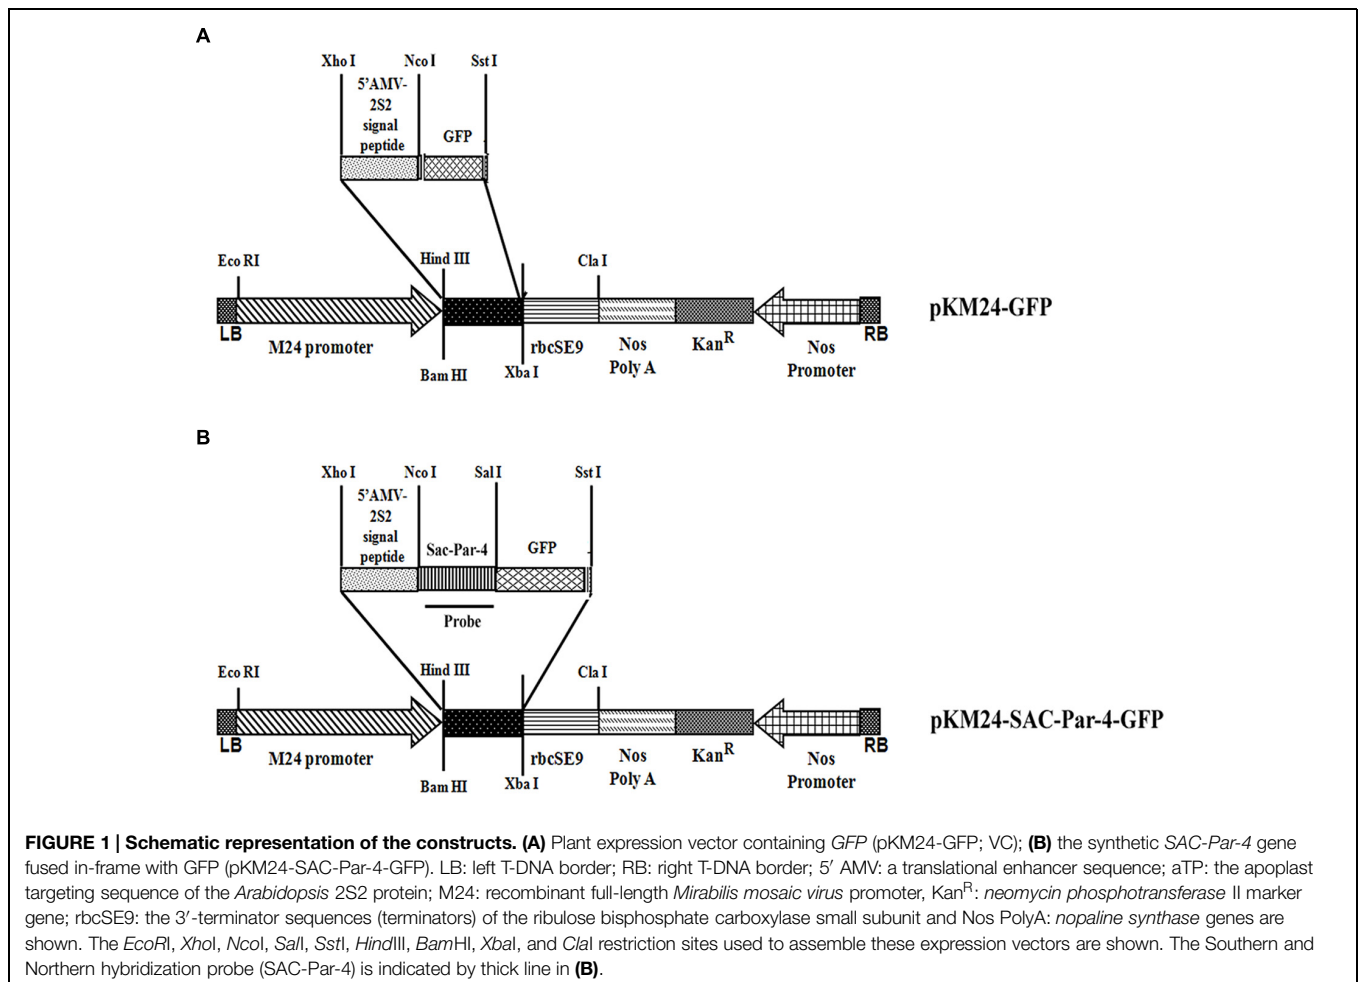 A
Xho I Nco I Sst I
5'AMV-
2S2
signal
peptide
GFP
Eco RI Hind III Cla I
pKM24-GFP
LB M24 promoter rbcSE9 Nos
Poly A
Kan^R Nos
Promoter
RB
Bam HI Xba I
B
Xho I Nco I Sal I Sst I
5'AMV-
2S2
signal
peptide
Sac-Par-4 GFP
Probe
Eco RI Hind III Cla I
pKM24-SAC-Par-4-GFP
LB M24 promoter rbcSE9 Nos
Poly A
Kan^R Nos
Promoter
RB
Bam HI Xba I
FIGURE 1 | Schematic representation of the constructs. (A) Plant expression vector containing GFP (pKM24-GFP; VC); (B) the synthetic SAC-Par-4 gene
fused in-frame with GFP (pKM24-SAC-Par-4-GFP). LB: left T-DNA border; RB: right T-DNA border; 5′ AMV: a translational enhancer sequence; aTP: the apoplast
targeting sequence of the Arabidopsis 2S2 protein; M24: recombinant full-length Mirabilis mosaic virus promoter, Kan^R: neomycin phosphotransferase II marker
gene; rbcSE9: the 3′-terminator sequences (terminators) of the ribulose bisphosphate carboxylase small subunit and Nos PolyA: nopaline synthase genes are
shown. The EcoRI, XhoI, NcoI, SalI, SstI, HindIII, BamHI, XbaI, and ClaI restriction sites used to assemble these expression vectors are shown. The Southern and
Northern hybridization probe (SAC-Par-4) is indicated by thick line in (B).